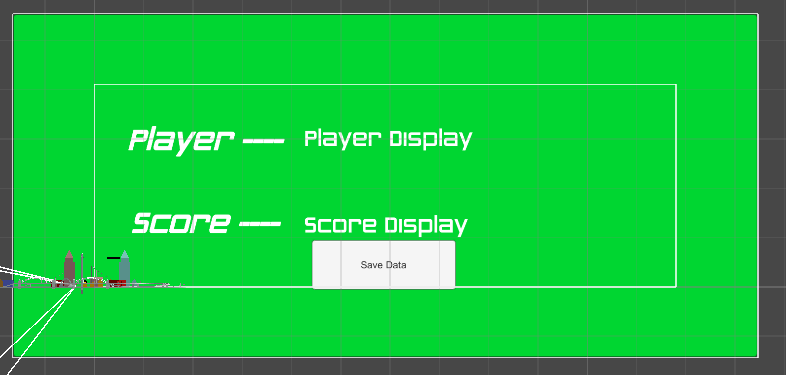 Player ---- Player Display
Score ---- Score Display
Save Data